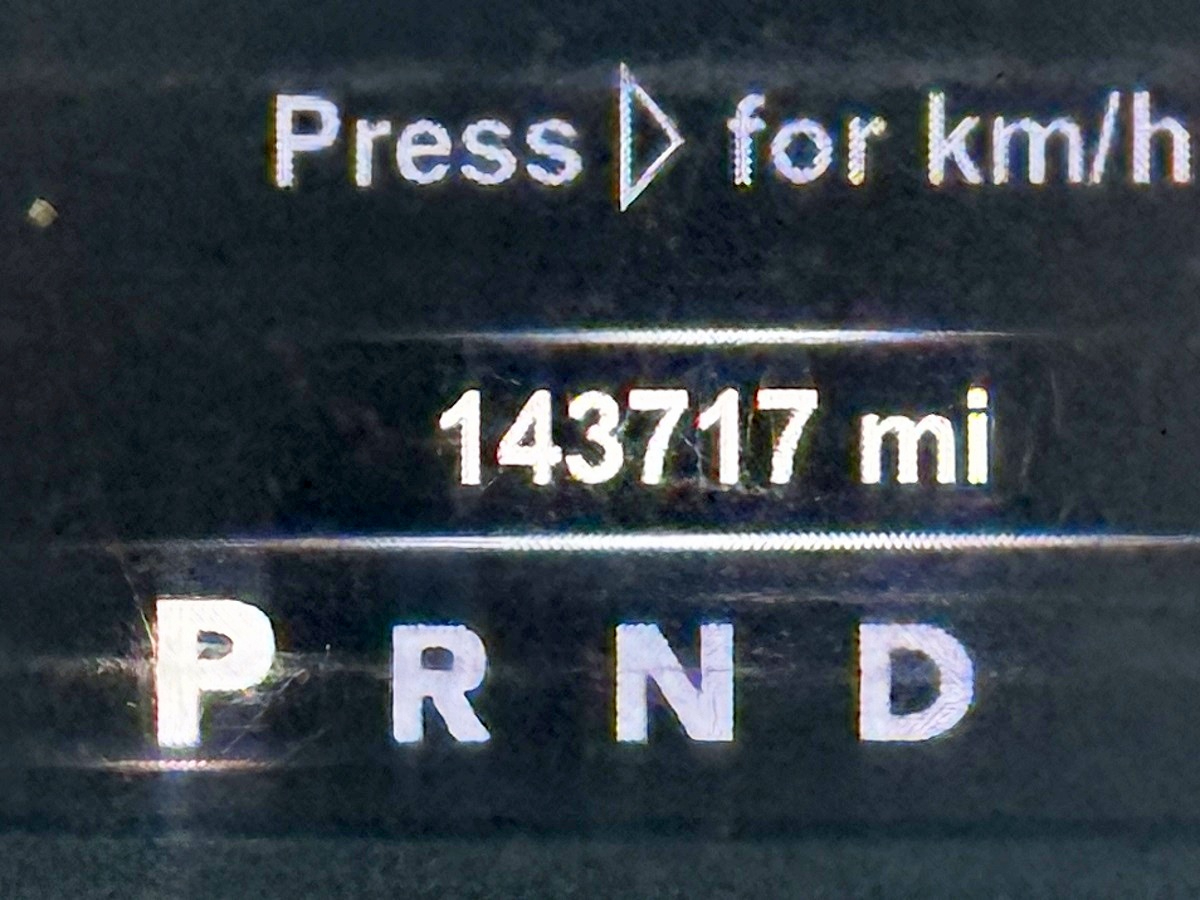 Press ▷ for km/h
143717 mi
P R N D